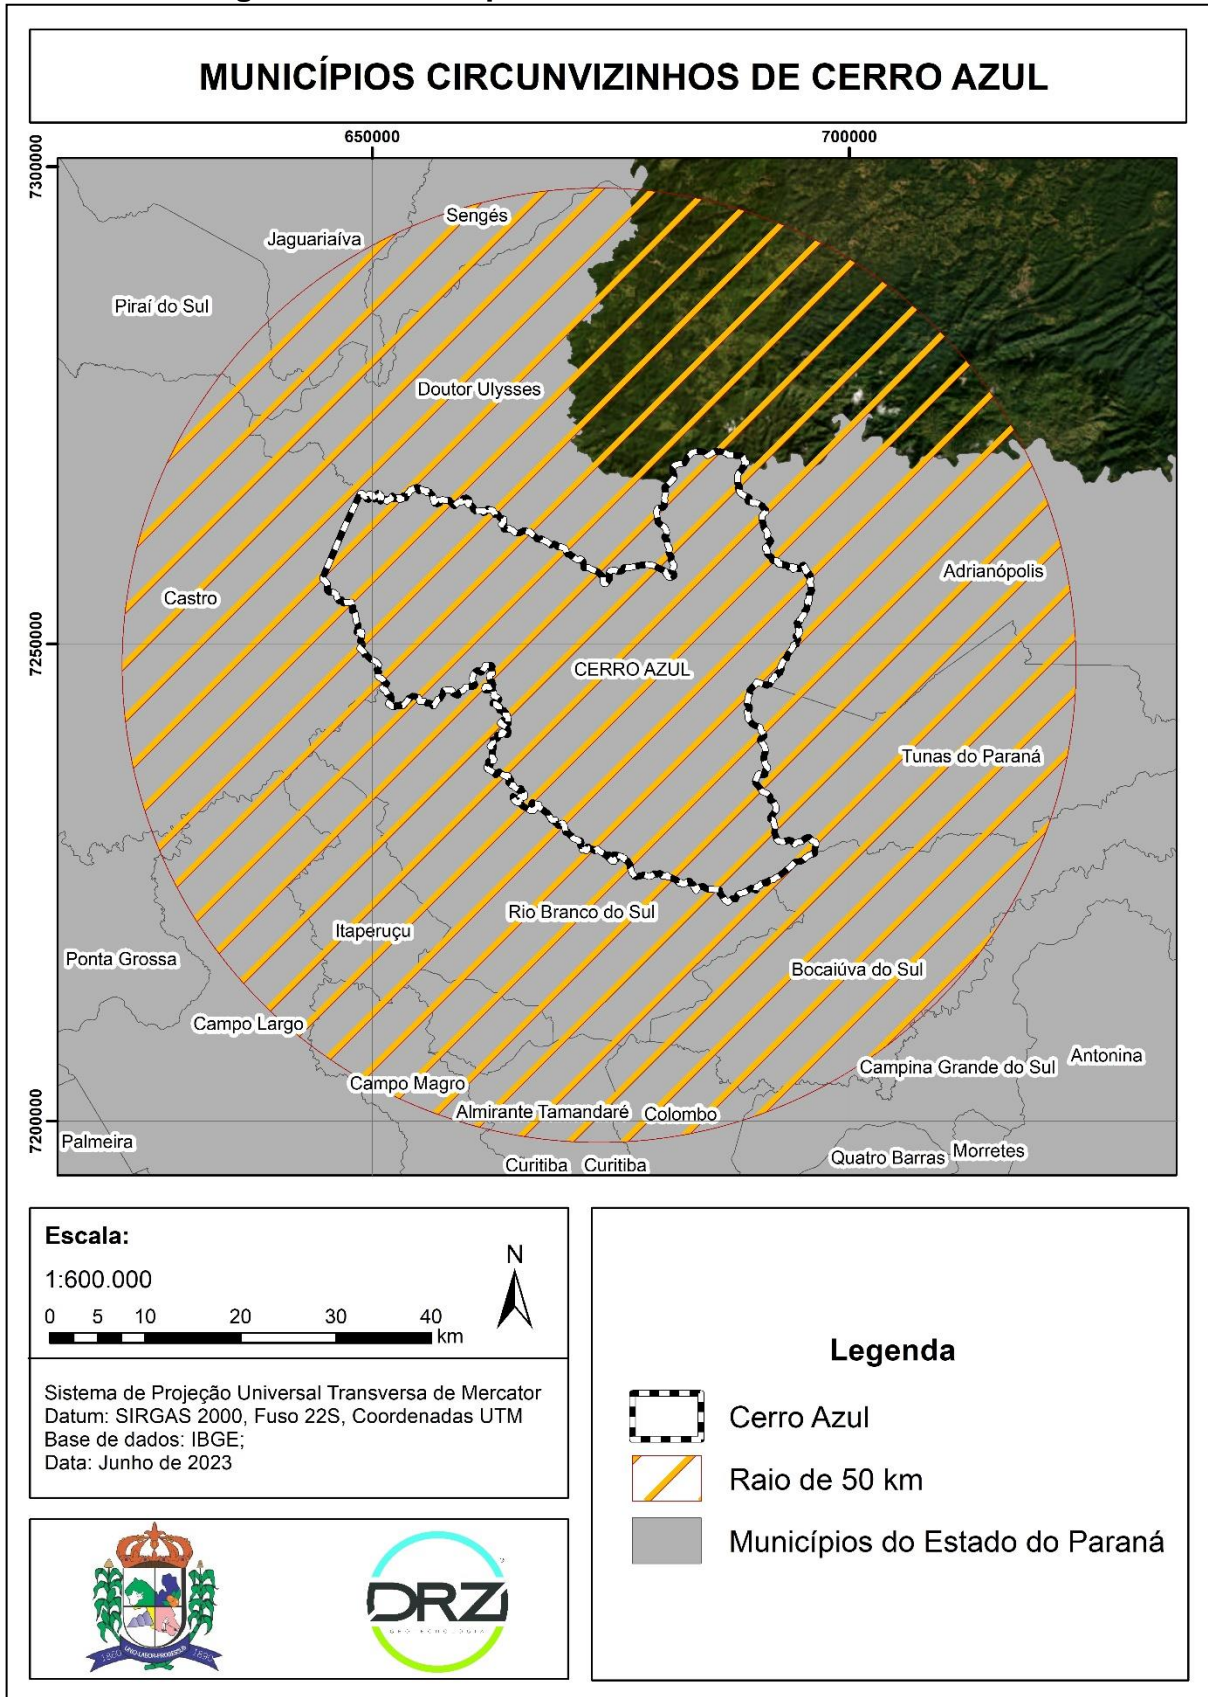 MUNICÍPIOS CIRCUNVIZINHOS DE CERRO AZUL
650000
700000
7300000
7250000
7200000
Sengés
Jaguariaíva
Piraí do Sul
Doutor Ulysses
Adrianópolis
Castro
CERRO AZUL
Tunas do Paraná
Rio Branco do Sul
Itaperuçu
Ponta Grossa
Bocaiúva do Sul
Campo Largo
Antonina
Campina Grande do Sul
Campo Magro
Almirante Tamandaré
Colombo
Palmeira
Curitiba
Curitiba
Quatro Barras
Morretes
Escala:
1:600.000
0 5 10 20 30 40
km
N
Sistema de Projeção Universal Transversa de Mercator
Datum: SIRGAS 2000, Fuso 22S, Coordenadas UTM
Base de dados: IBGE;
Data: Junho de 2023
Legenda
Cerro Azul
Raio de 50 km
Municípios do Estado do Paraná
1860
DRZ